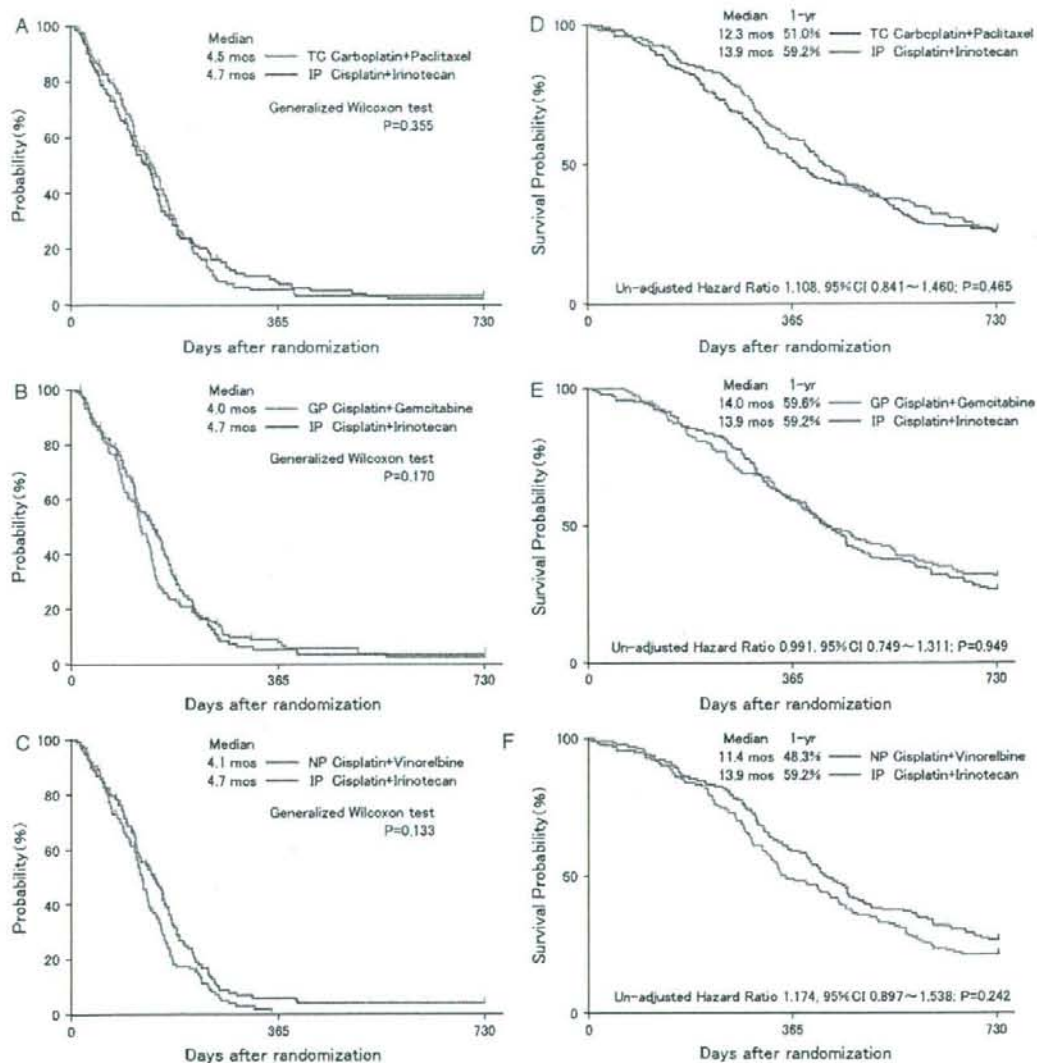 A
Median
4.5 mos TC Carboplatin+Paclitaxel
4.7 mos IP Cisplatin+Irinotecan
Generalized Wilcoxon test
P=0.355
Probability(%)
100
80
60
40
20
0
0 365 730
Days after randomization
D
Median 1-yr
12.3 mos 51.0% TC Carboplatin+Paclitaxel
13.9 mos 59.2% IP Cisplatin+Irinotecan
Survival Probability(%)
100
50
0
Un-adjusted Hazard Ratio 1.108, 95%CI 0.841～1.460; P=0.465
0 365 730
Days after randomization
B
Median
4.0 mos GP Cisplatin+Gemcitabine
4.7 mos IP Cisplatin+Irinotecan
Generalized Wilcoxon test
P=0.170
Probability(%)
100
80
60
40
20
0
0 365 730
Days after randomization
E
Median 1-yr
14.0 mos 59.6% GP Cisplatin+Gemcitabine
13.9 mos 59.2% IP Cisplatin+Irinotecan
Survival Probability(%)
100
50
0
Un-adjusted Hazard Ratio 0.991, 95%CI 0.749～1.311; P=0.949
0 365 730
Days after randomization
C
Median
4.1 mos NP Cisplatin+Vinorelbine
4.7 mos IP Cisplatin+Irinotecan
Generalized Wilcoxon test
P=0.133
Probability(%)
100
80
60
40
20
0
0 365 730
Days after randomization
F
Median 1-yr
11.4 mos 48.3% NP Cisplatin+Vinorelbine
13.9 mos 59.2% IP Cisplatin+Irinotecan
Survival Probability(%)
100
50
0
Un-adjusted Hazard Ratio 1.174, 95%CI 0.897～1.538; P=0.242
0 365 730
Days after randomization